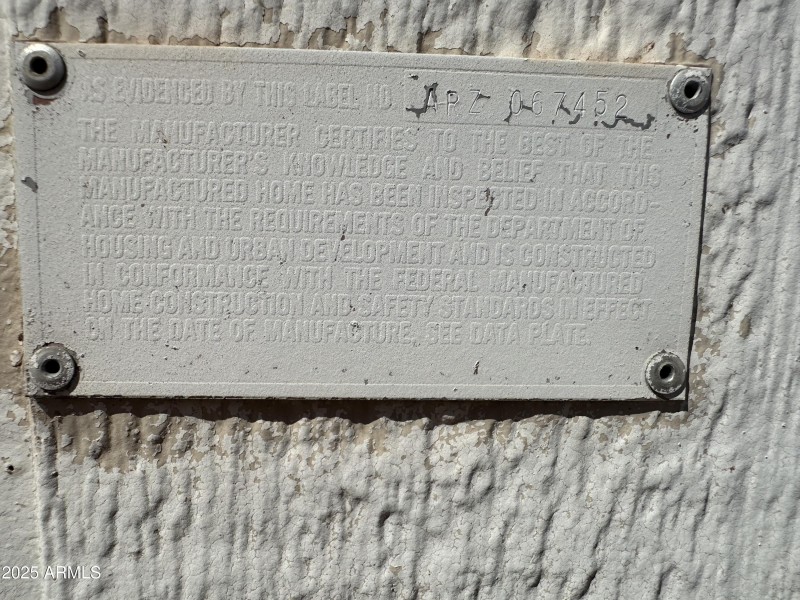 AS EVIDENCED BY THIS LABEL NO. ARZ 067452
THE MANUFACTURER CERTIFIES TO THE BEST OF THE
MANUFACTURER'S KNOWLEDGE AND BELIEF THAT THIS
MANUFACTURED HOME HAS BEEN INSPECTED IN ACCORD-
ANCE WITH THE REQUIREMENTS OF THE DEPARTMENT OF
HOUSING AND URBAN DEVELOPMENT AND IS CONSTRUCTED
IN CONFORMANCE WITH THE FEDERAL MANUFACTURED
HOME CONSTRUCTION AND SAFETY STANDARDS IN EFFECT
ON THE DATE OF MANUFACTURE. SEE DATA PLATE.
2025 ARMLS